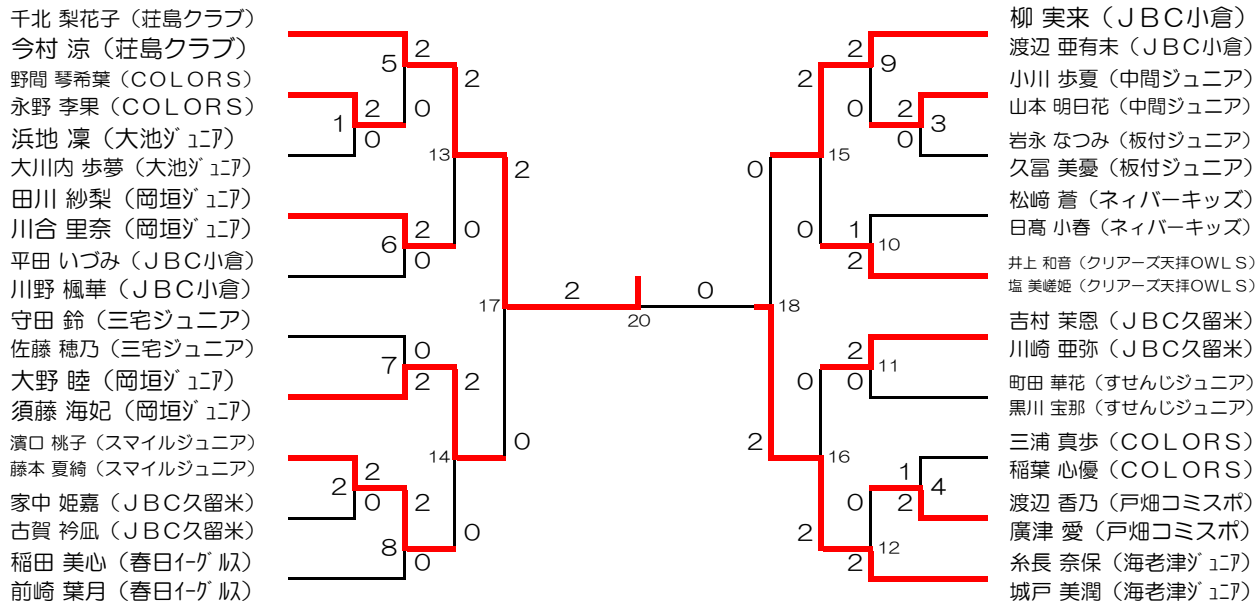 千北 梨花子（荘島クラブ）
今村 涼（荘島クラブ）
野間 琴希葉（COLORS）
永野 李果（COLORS）
浜地 凜（大池ｼﾞｭﾆｱ）
大川内 歩夢（大池ｼﾞｭﾆｱ）
田川 紗梨（岡垣ｼﾞｭﾆｱ）
川合 里奈（岡垣ｼﾞｭﾆｱ）
平田 いづみ（JBC小倉）
川野 楓華（JBC小倉）
守田 鈴（三宅ジュニア）
佐藤 穂乃（三宅ジュニア）
大野 睦（岡垣ｼﾞｭﾆｱ）
須藤 海妃（岡垣ｼﾞｭﾆｱ）
濱口 桃子（スマイルジュニア）
藤本 夏綺（スマイルジュニア）
家中 姫嘉（JBC久留米）
古賀 衿凪（JBC久留米）
稲田 美心（春日ｲｰｸﾞﾙｽ）
前崎 葉月（春日ｲｰｸﾞﾙｽ）
5
2
0
1
2
0
13
2
0
6
2
0
17
2
0
7
0
2
14
2
0
2
2
0
8
2
0
2
20
0
18
0
2
15
2
0
9
2
0
3
2
0
10
1
2
16
0
2
11
2
0
12
0
2
4
1
2
柳 実来（JBC小倉）
渡辺 亜有未（JBC小倉）
小川 歩夏（中間ジュニア）
山本 明日花（中間ジュニア）
岩永 なつみ（板付ジュニア）
久冨 美憂（板付ジュニア）
松﨑 蒼（ネィバーキッズ）
日髙 小春（ネィバーキッズ）
井上 和音（クリアーズ天拝OWLS）
塩 美嵯姫（クリアーズ天拝OWLS）
吉村 茉恩（JBC久留米）
川崎 亜弥（JBC久留米）
町田 華花（すせんじジュニア）
黒川 宝那（すせんじジュニア）
三浦 真歩（COLORS）
稲葉 心優（COLORS）
渡辺 香乃（戸畑コミスポ）
廣津 愛（戸畑コミスポ）
糸長 奈保（海老津ｼﾞｭﾆｱ）
城戸 美潤（海老津ｼﾞｭﾆｱ）